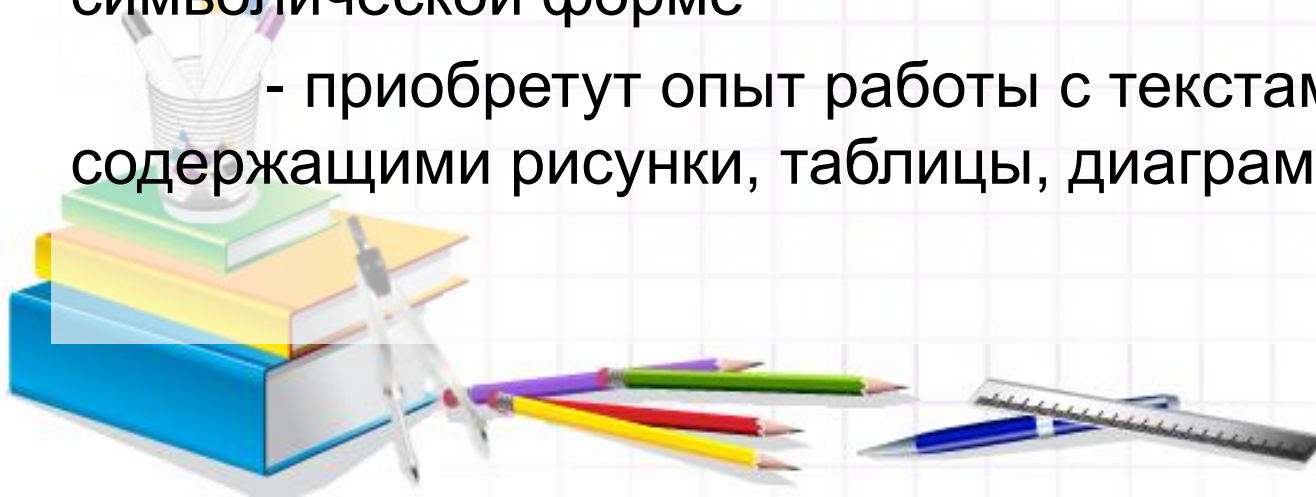 символической форме
- приобретут опыт работы с текстам
содержащими рисунки, таблицы, диаграм